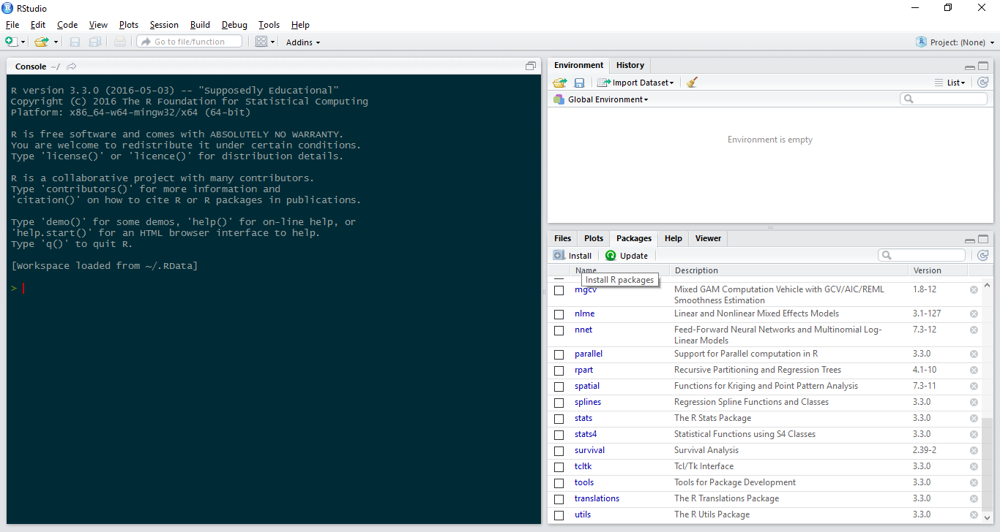 RStudio
File Edit Code View Plots Session Build Debug Tools Help
Go to file/function Addins Project: (None)
Console ~/
R version 3.3.0 (2016-05-03) -- "Supposedly Educational"
Copyright (C) 2016 The R Foundation for Statistical Computing
Platform: x86_64-w64-mingw32/x64 (64-bit)
R is free software and comes with ABSOLUTELY NO WARRANTY.
You are welcome to redistribute it under certain conditions.
Type 'license()' or 'licence()' for distribution details.
R is a collaborative project with many contributors.
Type 'contributors()' for more information and
'citation()' on how to cite R or R packages in publications.
Type 'demo()' for some demos, 'help()' for on-line help, or
'help.start()' for an HTML browser interface to help.
Type 'q()' to quit R.
[Workspace loaded from ~/.RData]
>
Environment History
Import Dataset List
Global Environment
Environment is empty
Files Plots Packages Help Viewer
Install Update
Name Description Version
Install R packages
mgcv Mixed GAM Computation Vehicle with GCV/AIC/REML 1.8-12
Smoothness Estimation
nlme Linear and Nonlinear Mixed Effects Models 3.1-127
nnet Feed-Forward Neural Networks and Multinomial Log- 7.3-12
Linear Models
parallel Support for Parallel computation in R 3.3.0
rpart Recursive Partitioning and Regression Trees 4.1-10
spatial Functions for Kriging and Point Pattern Analysis 7.3-11
splines Regression Spline Functions and Classes 3.3.0
stats The R Stats Package 3.3.0
stats4 Statistical Functions using S4 Classes 3.3.0
survival Survival Analysis 2.39-2
tcltk Tcl/Tk Interface 3.3.0
tools Tools for Package Development 3.3.0
translations The R Translations Package 3.3.0
utils The R Utils Package 3.3.0